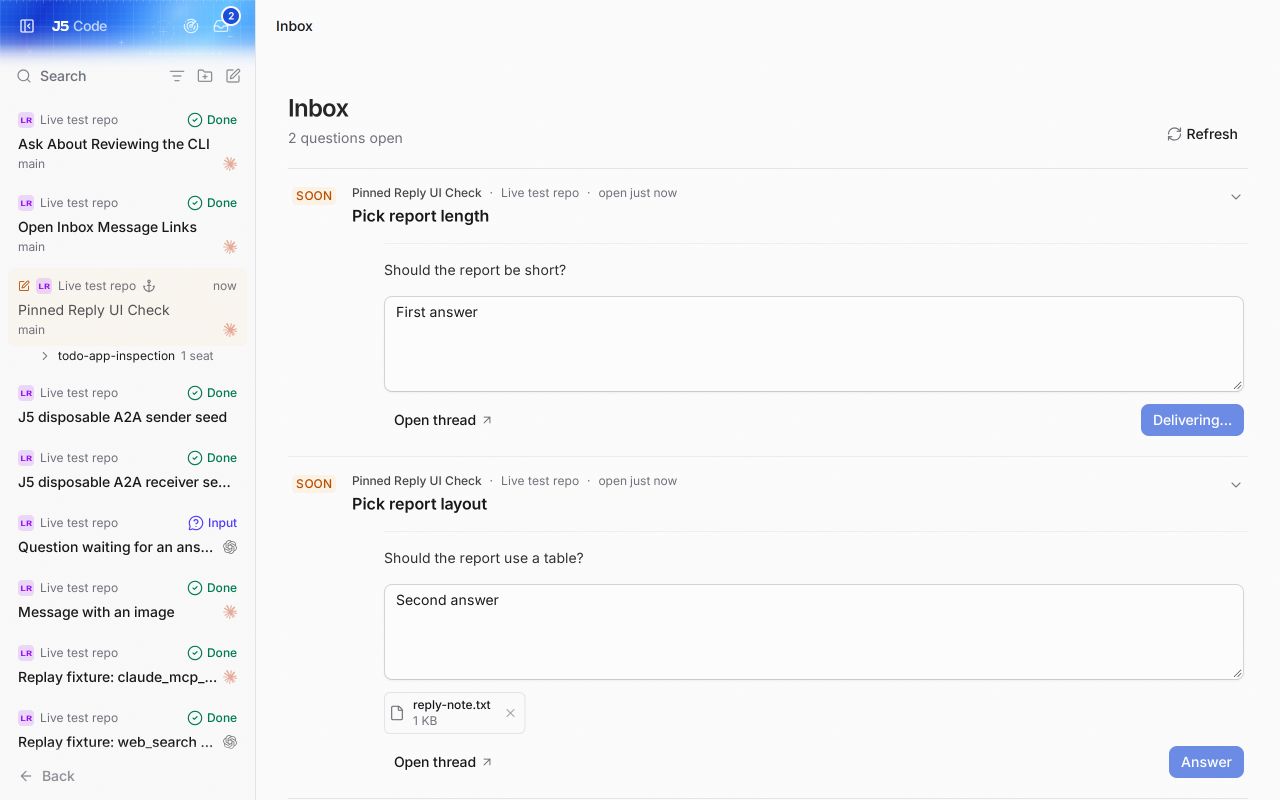 J5 Code
2
Search
LR Live test repo Done
Ask About Reviewing the CLI
main
LR Live test repo Done
Open Inbox Message Links
main
LR Live test repo now
Pinned Reply UI Check
main
todo-app-inspection 1 seat
LR Live test repo Done
J5 disposable A2A sender seed
LR Live test repo Done
J5 disposable A2A receiver se...
LR Live test repo Input
Question waiting for an ans...
LR Live test repo Done
Message with an image
LR Live test repo Done
Replay fixture: claude_mcp_...
LR Live test repo Done
Replay fixture: web_search ...
Back
Inbox
Inbox
2 questions open
Refresh
SOON
Pinned Reply UI Check · Live test repo · open just now
Pick report length
Should the report be short?
First answer
Open thread
Delivering...
SOON
Pinned Reply UI Check · Live test repo · open just now
Pick report layout
Should the report use a table?
Second answer
reply-note.txt
1 KB
Open thread
Answer